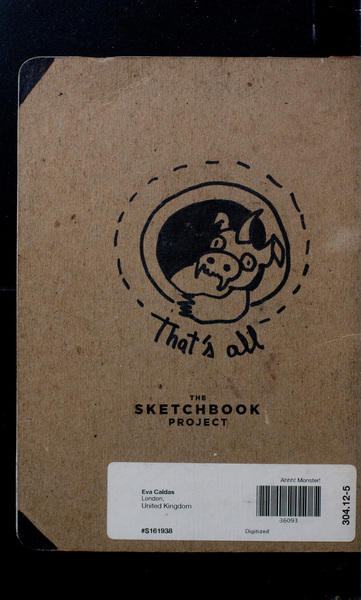 That's all
THE
SKETCHBOOK
PROJECT
Ahhh! Monster!
Eva Caldas
London,
United Kingdom
36093
#S161938
Digitized
304.12-5